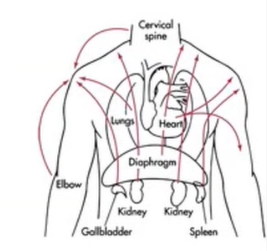 Cervical
spine
Lungs
Heart
Diaphragm
Elbow
Kidney
Kidney
Gallbladder
Spleen